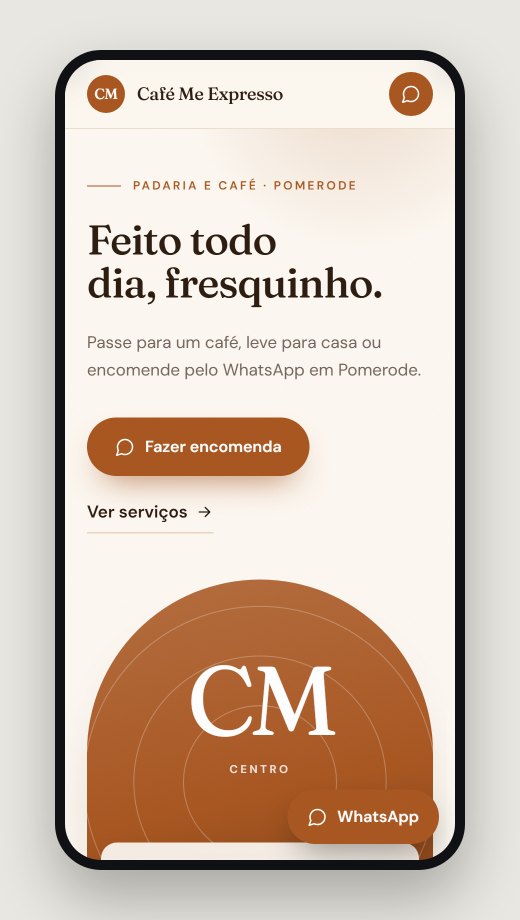 CM Café Me Expresso
PADARIA E CAFÉ · POMERODE
Feito todo
dia, fresquinho.
Passe para um café, leve para casa ou
encomende pelo WhatsApp em Pomerode.
Fazer encomenda
Ver serviços →
CM
CENTRO
WhatsApp